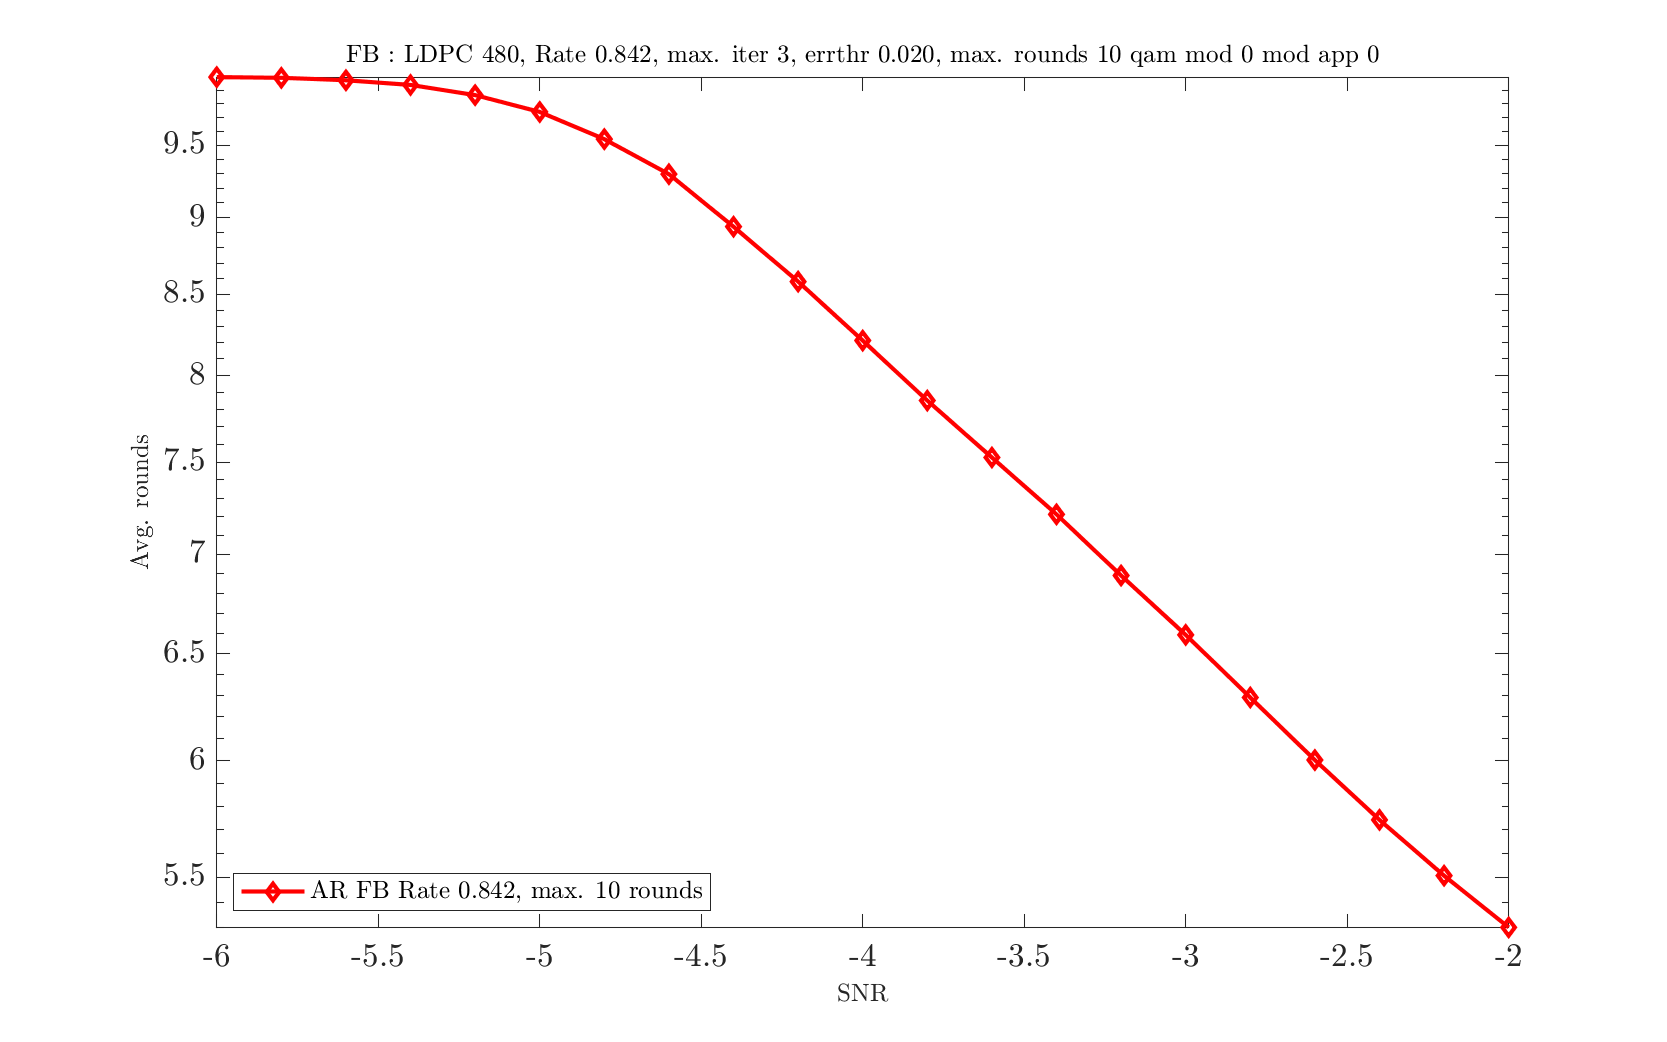 FB : LDPC 480, Rate 0.842, max. iter 3, errthr 0.020, max. rounds 10 qam mod 0 mod app 0
9.5
9
8.5
8
7.5
7
6.5
6
5.5
Avg. rounds
AR FB Rate 0.842, max. 10 rounds
-6 -5.5 -5 -4.5 -4 -3.5 -3 -2.5 -2
SNR